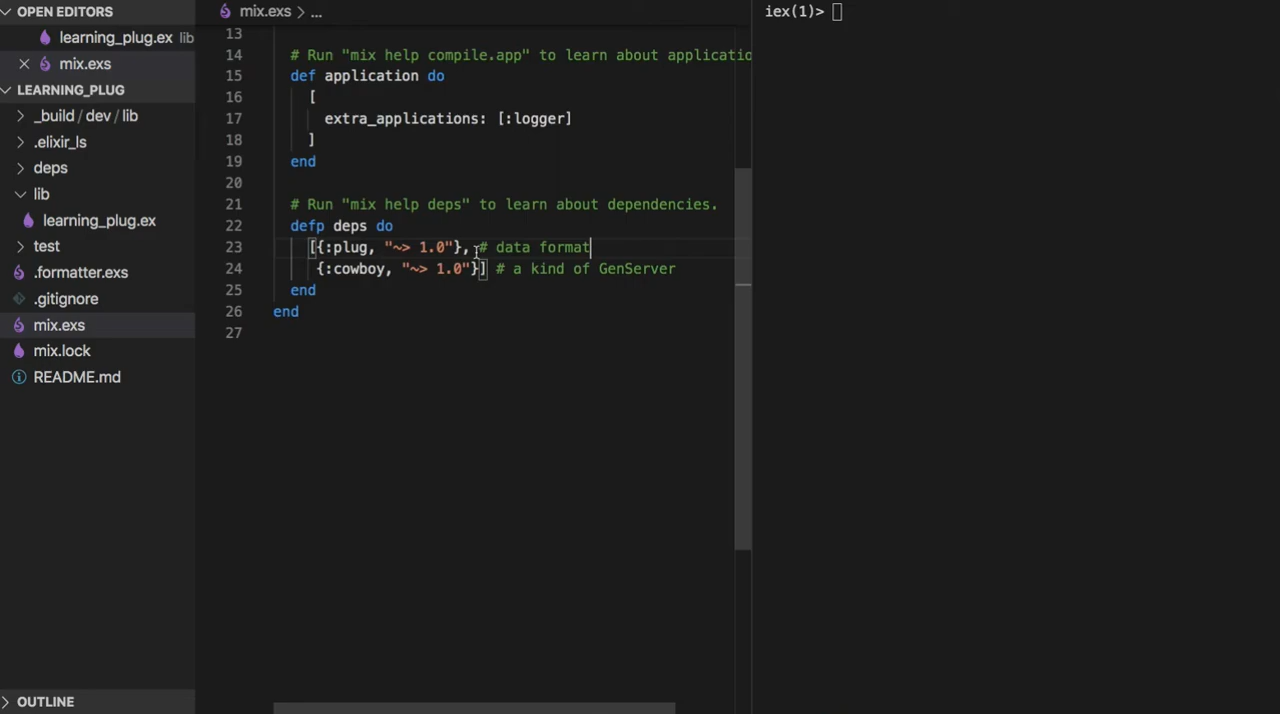 OPEN EDITORS
learning_plug.ex lib
mix.exs
LEARNING_PLUG
_build / dev / lib
.elixir_ls
deps
lib
learning_plug.ex
test
.formatter.exs
.gitignore
mix.exs
mix.lock
README.md
OUTLINE
mix.exs > ...
13
14 # Run "mix help compile.app" to learn about applicatio
15 def application do
16 [
17 extra_applications: [:logger]
18 ]
19 end
20
21 # Run "mix help deps" to learn about dependencies.
22 defp deps do
23 [{:plug, "~> 1.0"}, # data format
24 {:cowboy, "~> 1.0"}] # a kind of GenServer
25 end
26 end
27
iex(1)>